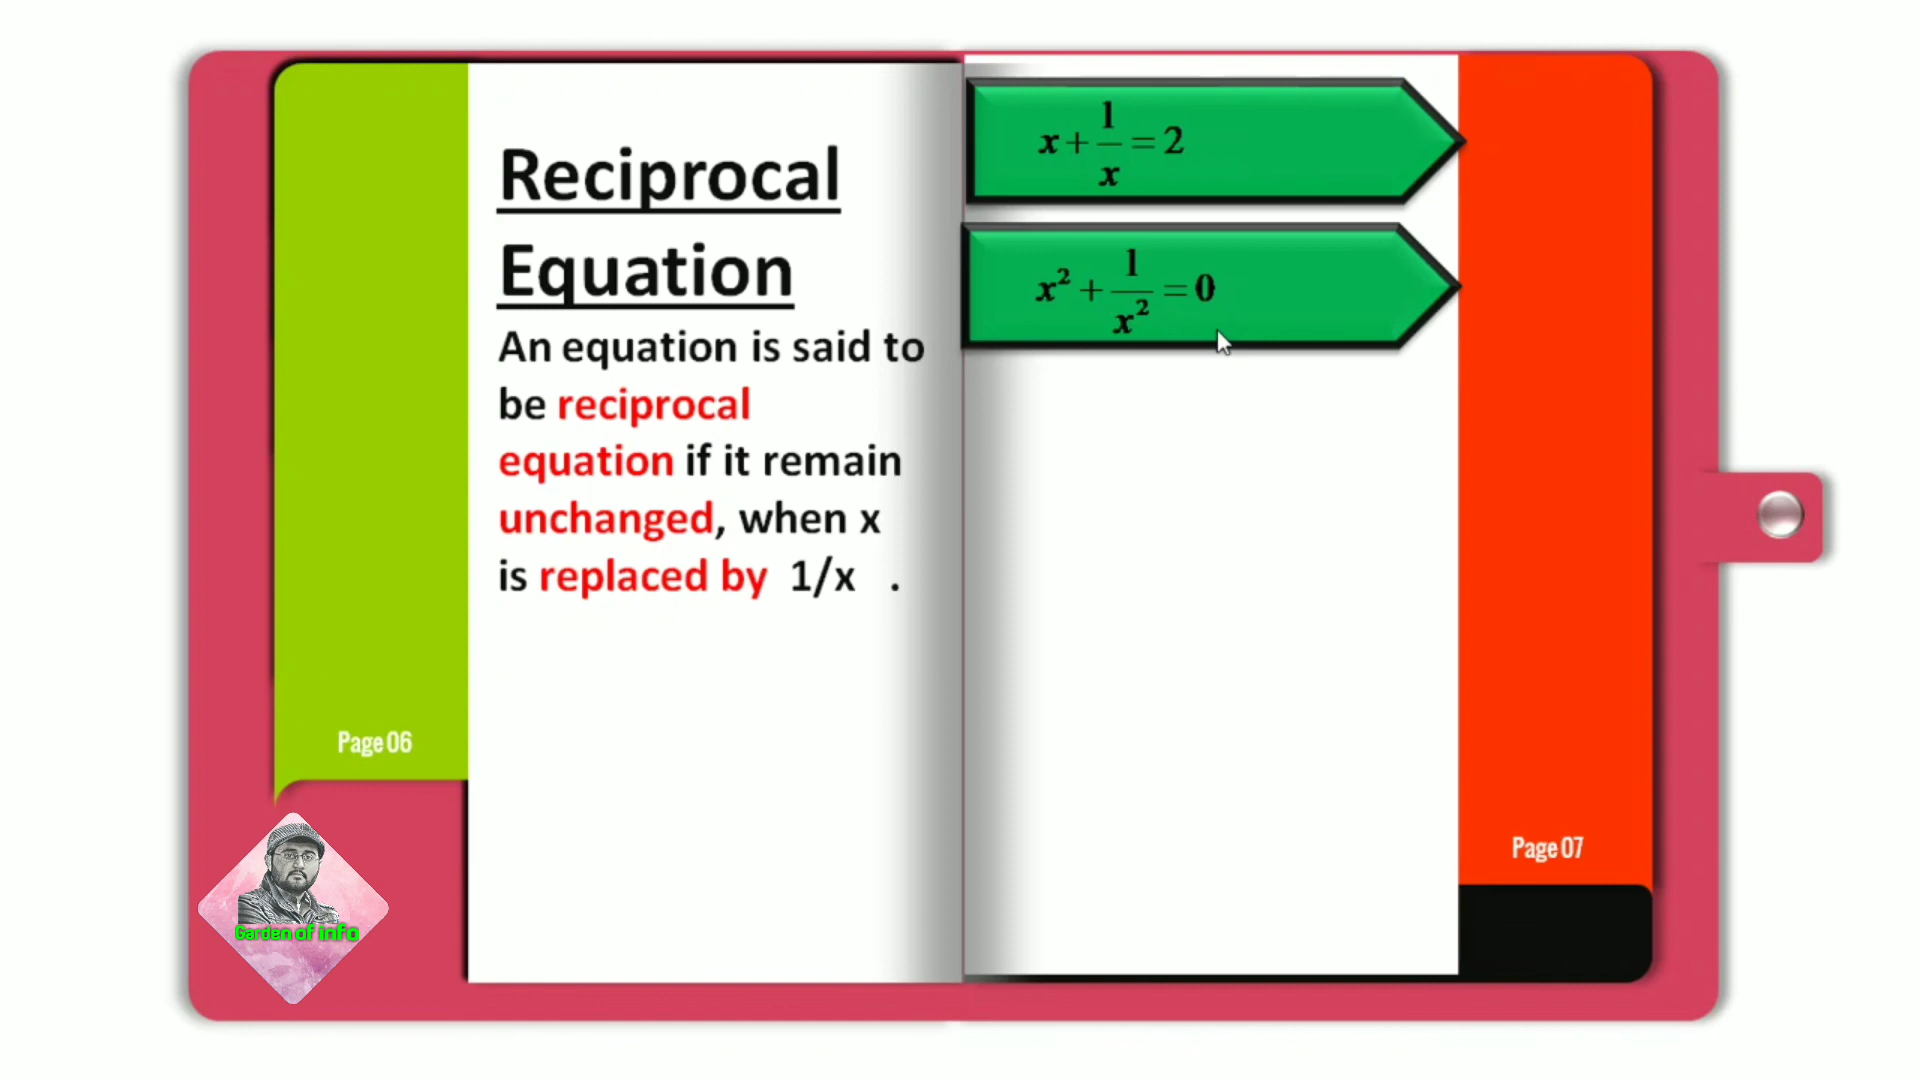 Reciprocal
Equation
An equation is said to
be reciprocal
equation if it remain
unchanged, when x
is replaced by 1/x .
Page 06
Garden of info
x + 1/x = 2
x² + 1/x² = 0
Page 07